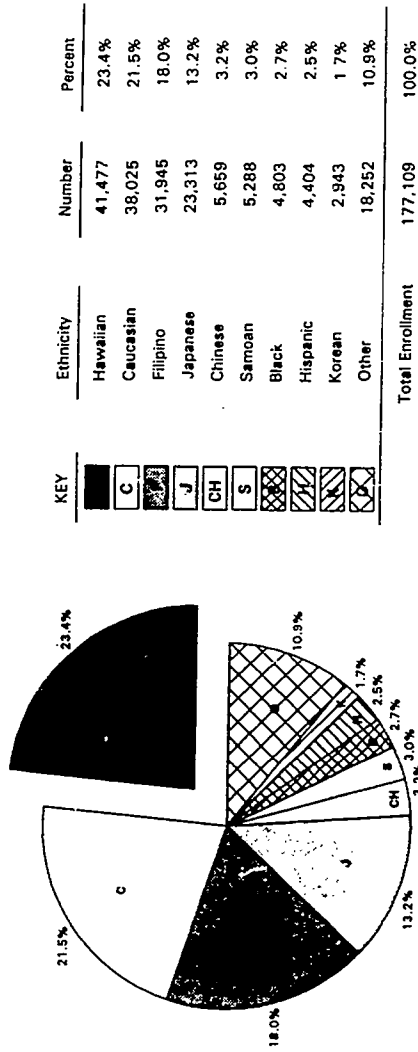 KEY Ethnicity Number Percent
Hawaiian 41,477 23.4%
C Caucasian 38,025 21.5%
Filipino 31,945 18.0%
J Japanese 23,313 13.2%
CH Chinese 5,659 3.2%
S Samoan 5,288 3.0%
B Black 4,803 2.7%
H Hispanic 4,404 2.5%
K Korean 2,943 1 7%
O Other 18,252 10.9%
Total Enrollment 177,109 100.0%
23.4%
21.5%
C
18.0%
J
13.2%
CH
S
3.0%
2.7%
2.5%
K
1.7%
10.9%